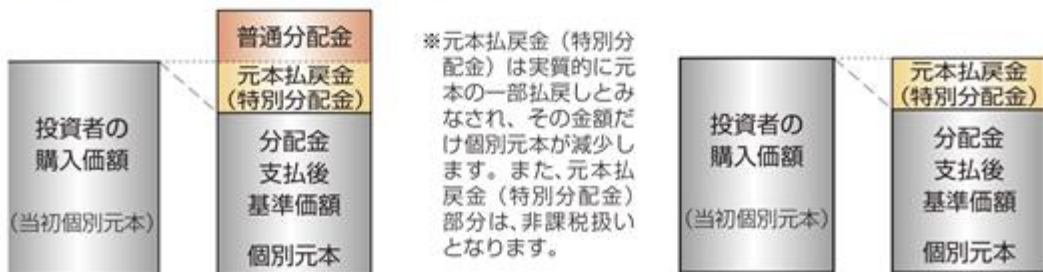 普通分配金
元本払戻金
(特別分配金)
投資者の
購入価額
(当初個別元本)
分配金
支払後
基準価額
個別元本
※元本払戻金（特別分
配金）は実質的に元
本の一部払戻しとみ
なされ、その金額だ
け個別元本が減少し
ます。また、元本払
戻金（特別分配金）
部分は、非課税扱い
となります。
投資者の
購入価額
(当初個別元本)
元本払戻金
(特別分配金)
分配金
支払後
基準価額
個別元本